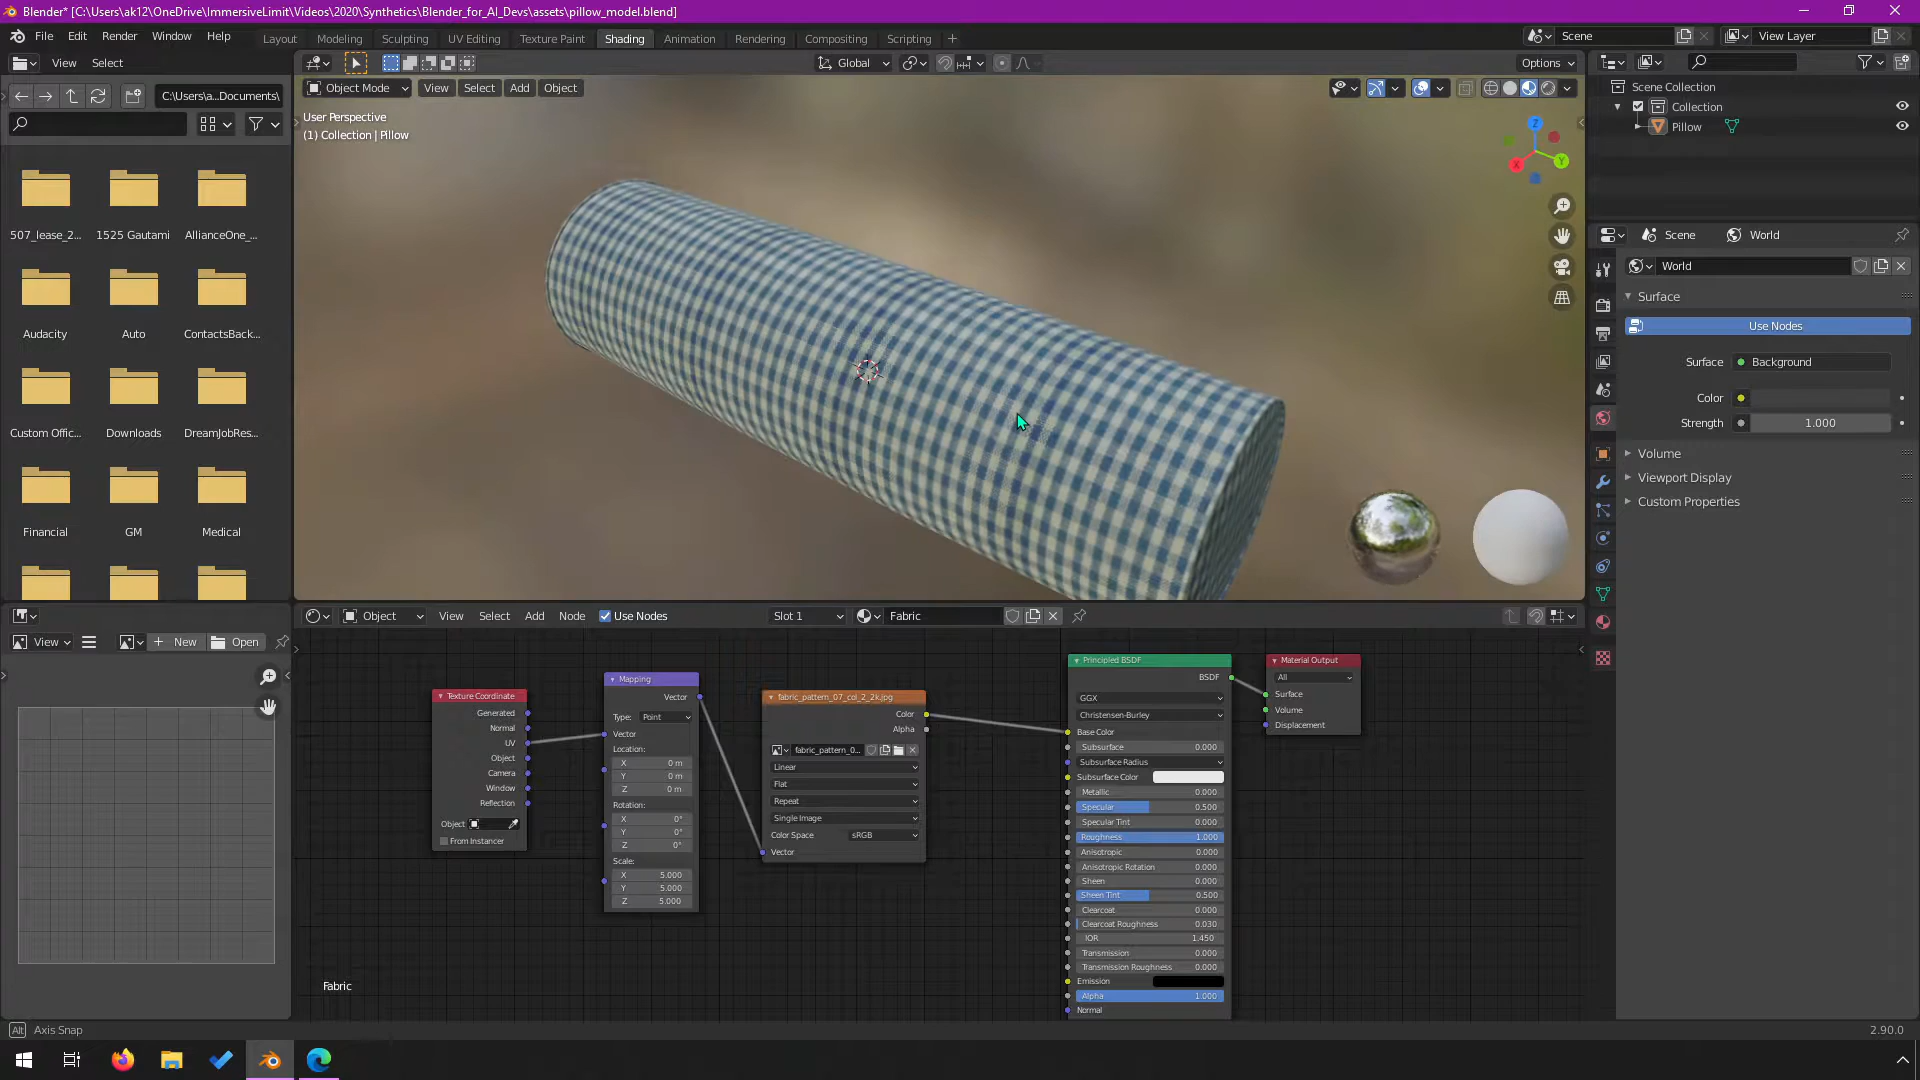 Blender* [C:\Users\ak12\OneDrive\ImmersiveLimit\Videos\2020\Synthetics\Blender_for_AI_Devs\assets\pillow_model.blend]
File Edit Render Window Help Layout Modeling Sculpting UV Editing Texture Paint Shading Animation Rendering Compositing Scripting + Scene View Layer
View Select Global Options
C:\Users\a...Documents\ Object Mode View Select Add Object
User Perspective
(1) Collection | Pillow
Scene Collection
Collection
Pillow
Z
X
Y
507_lease_2... 1525 Gautami AllianceOne_...
Audacity Auto ContactsBack...
Custom Offic... Downloads DreamJobRes...
Financial GM Medical
Scene World
World
Surface
Use Nodes
Surface Background
Color
Strength 1.000
Volume
Viewport Display
Custom Properties
Object View Select Add Node Use Nodes Slot 1 Fabric
View New Open
Texture Coordinate
Generated
Normal
UV
Object
Camera
Window
Reflection
Object
From Instancer
Mapping
Vector
Type: Point
Vector
Location:
X 0 m
Y 0 m
Z 0 m
Rotation:
X 0°
Y 0°
Z 0°
Scale:
X 5.000
Y 5.000
Z 5.000
fabric_pattern_07_col_2_2k.jpg
Color
Alpha
fabric_pattern_0...
Linear
Flat
Repeat
Single Image
Color Space sRGB
Vector
Principled BSDF
BSDF
GGX
Christensen-Burley
Base Color
Subsurface 0.000
Subsurface Radius
Subsurface Color
Metallic 0.000
Specular 0.500
Specular Tint 0.000
Roughness 1.000
Anisotropic 0.000
Anisotropic Rotation 0.000
Sheen 0.000
Sheen Tint 0.500
Clearcoat 0.000
Clearcoat Roughness 0.030
IOR 1.450
Transmission 0.000
Transmission Roughness 0.000
Emission
Alpha 1.000
Normal
Material Output
All
Surface
Volume
Displacement
Fabric
Alt Axis Snap 2.90.0